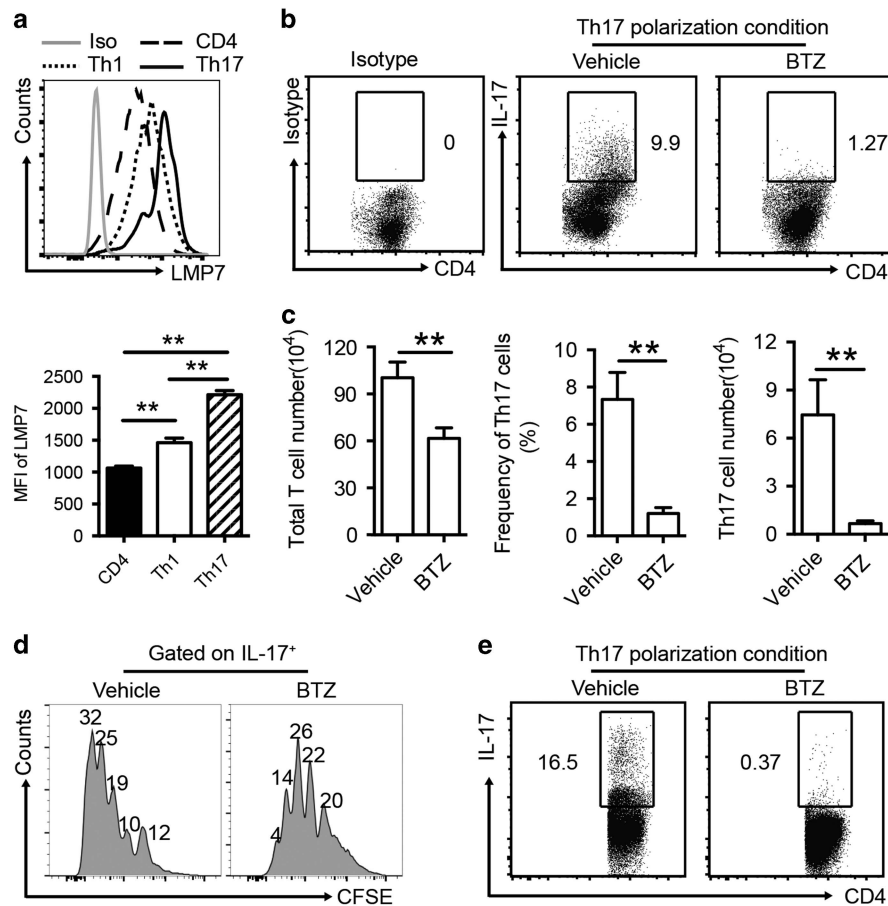 a
Iso CD4
Th1 Th17
Counts
LMP7
MFI of LMP7
2500
2000
1500
1000
500
0
**
**
**
CD4 Th1 Th17
b
Th17 polarization condition
Isotype Vehicle BTZ
Isotype
0
CD4
IL-17
9.9
1.27
CD4
c
Total T cell number(10⁴)
120
90
60
30
0
**
Vehicle BTZ
Frequency of Th17 cells
(%)
10
8
6
4
2
0
**
Vehicle BTZ
Th17 cell number(10⁴)
12
9
6
3
0
**
Vehicle BTZ
d
Gated on IL-17⁺
Vehicle BTZ
Counts
32
25
19
10
12
4
14
26
22
20
CFSE
e
Th17 polarization condition
Vehicle BTZ
IL-17
16.5
0.37
CD4